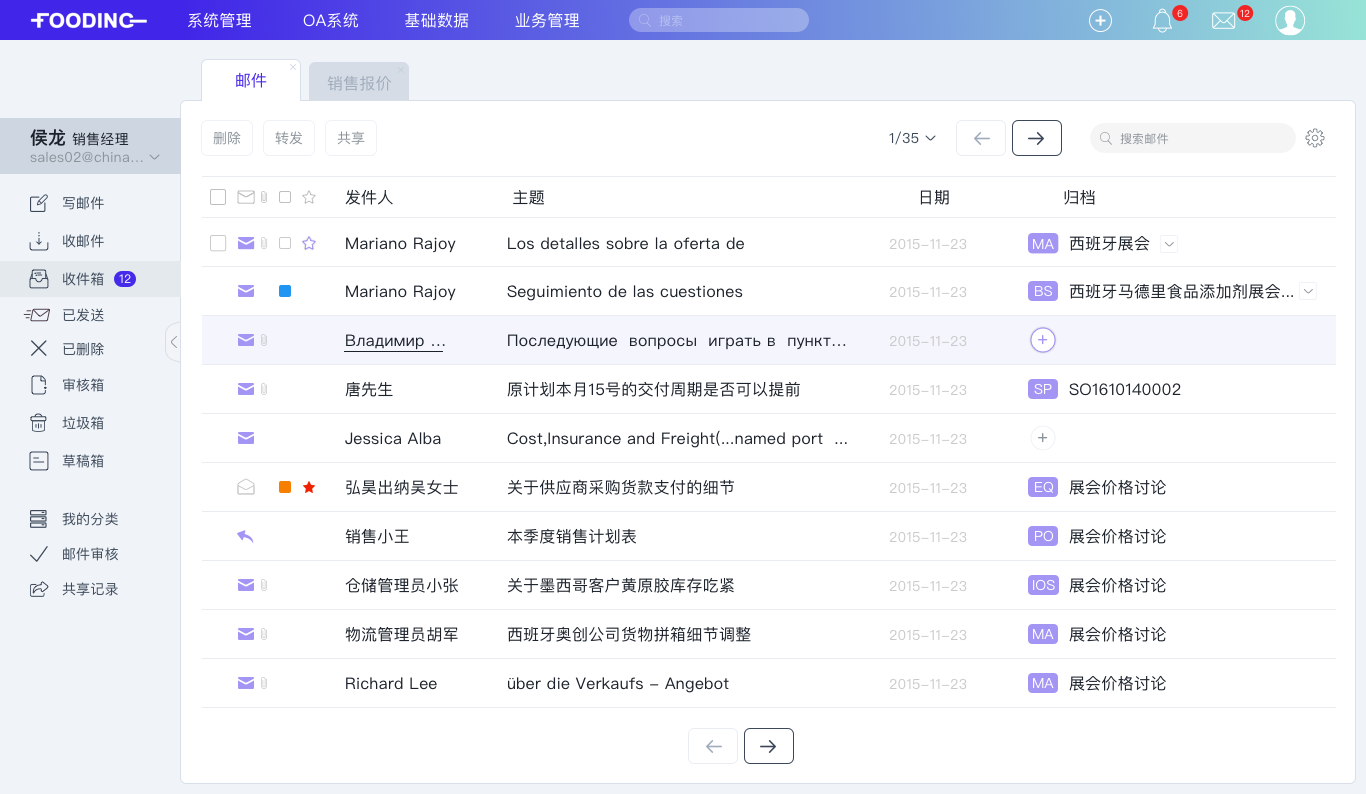 FOODING 系统管理 OA系统 基础数据 业务管理 搜索 6 12
邮件 销售报价
侯龙 销售经理
sales02@china...
写邮件
收邮件
收件箱 12
已发送
已删除
审核箱
垃圾箱
草稿箱
我的分类
邮件审核
共享记录
删除 转发 共享 1/35 搜索邮件
发件人 主题 日期 归档
Mariano Rajoy Los detalles sobre la oferta de 2015-11-23 MA 西班牙展会
Mariano Rajoy Seguimiento de las cuestiones 2015-11-23 BS 西班牙马德里食品添加剂展会...
Владимир ... Последующие вопросы играть в пункт... 2015-11-23
唐先生 原计划本月15号的交付周期是否可以提前 2015-11-23 SP SO1610140002
Jessica Alba Cost,Insurance and Freight(...named port ... 2015-11-23
弘昊出纳吴女士 关于供应商采购货款支付的细节 2015-11-23 EQ 展会价格讨论
销售小王 本季度销售计划表 2015-11-23 PO 展会价格讨论
仓储管理员小张 关于墨西哥客户黄原胶库存吃紧 2015-11-23 IOS 展会价格讨论
物流管理员胡军 西班牙奥创公司货物拼箱细节调整 2015-11-23 MA 展会价格讨论
Richard Lee über die Verkaufs – Angebot 2015-11-23 MA 展会价格讨论